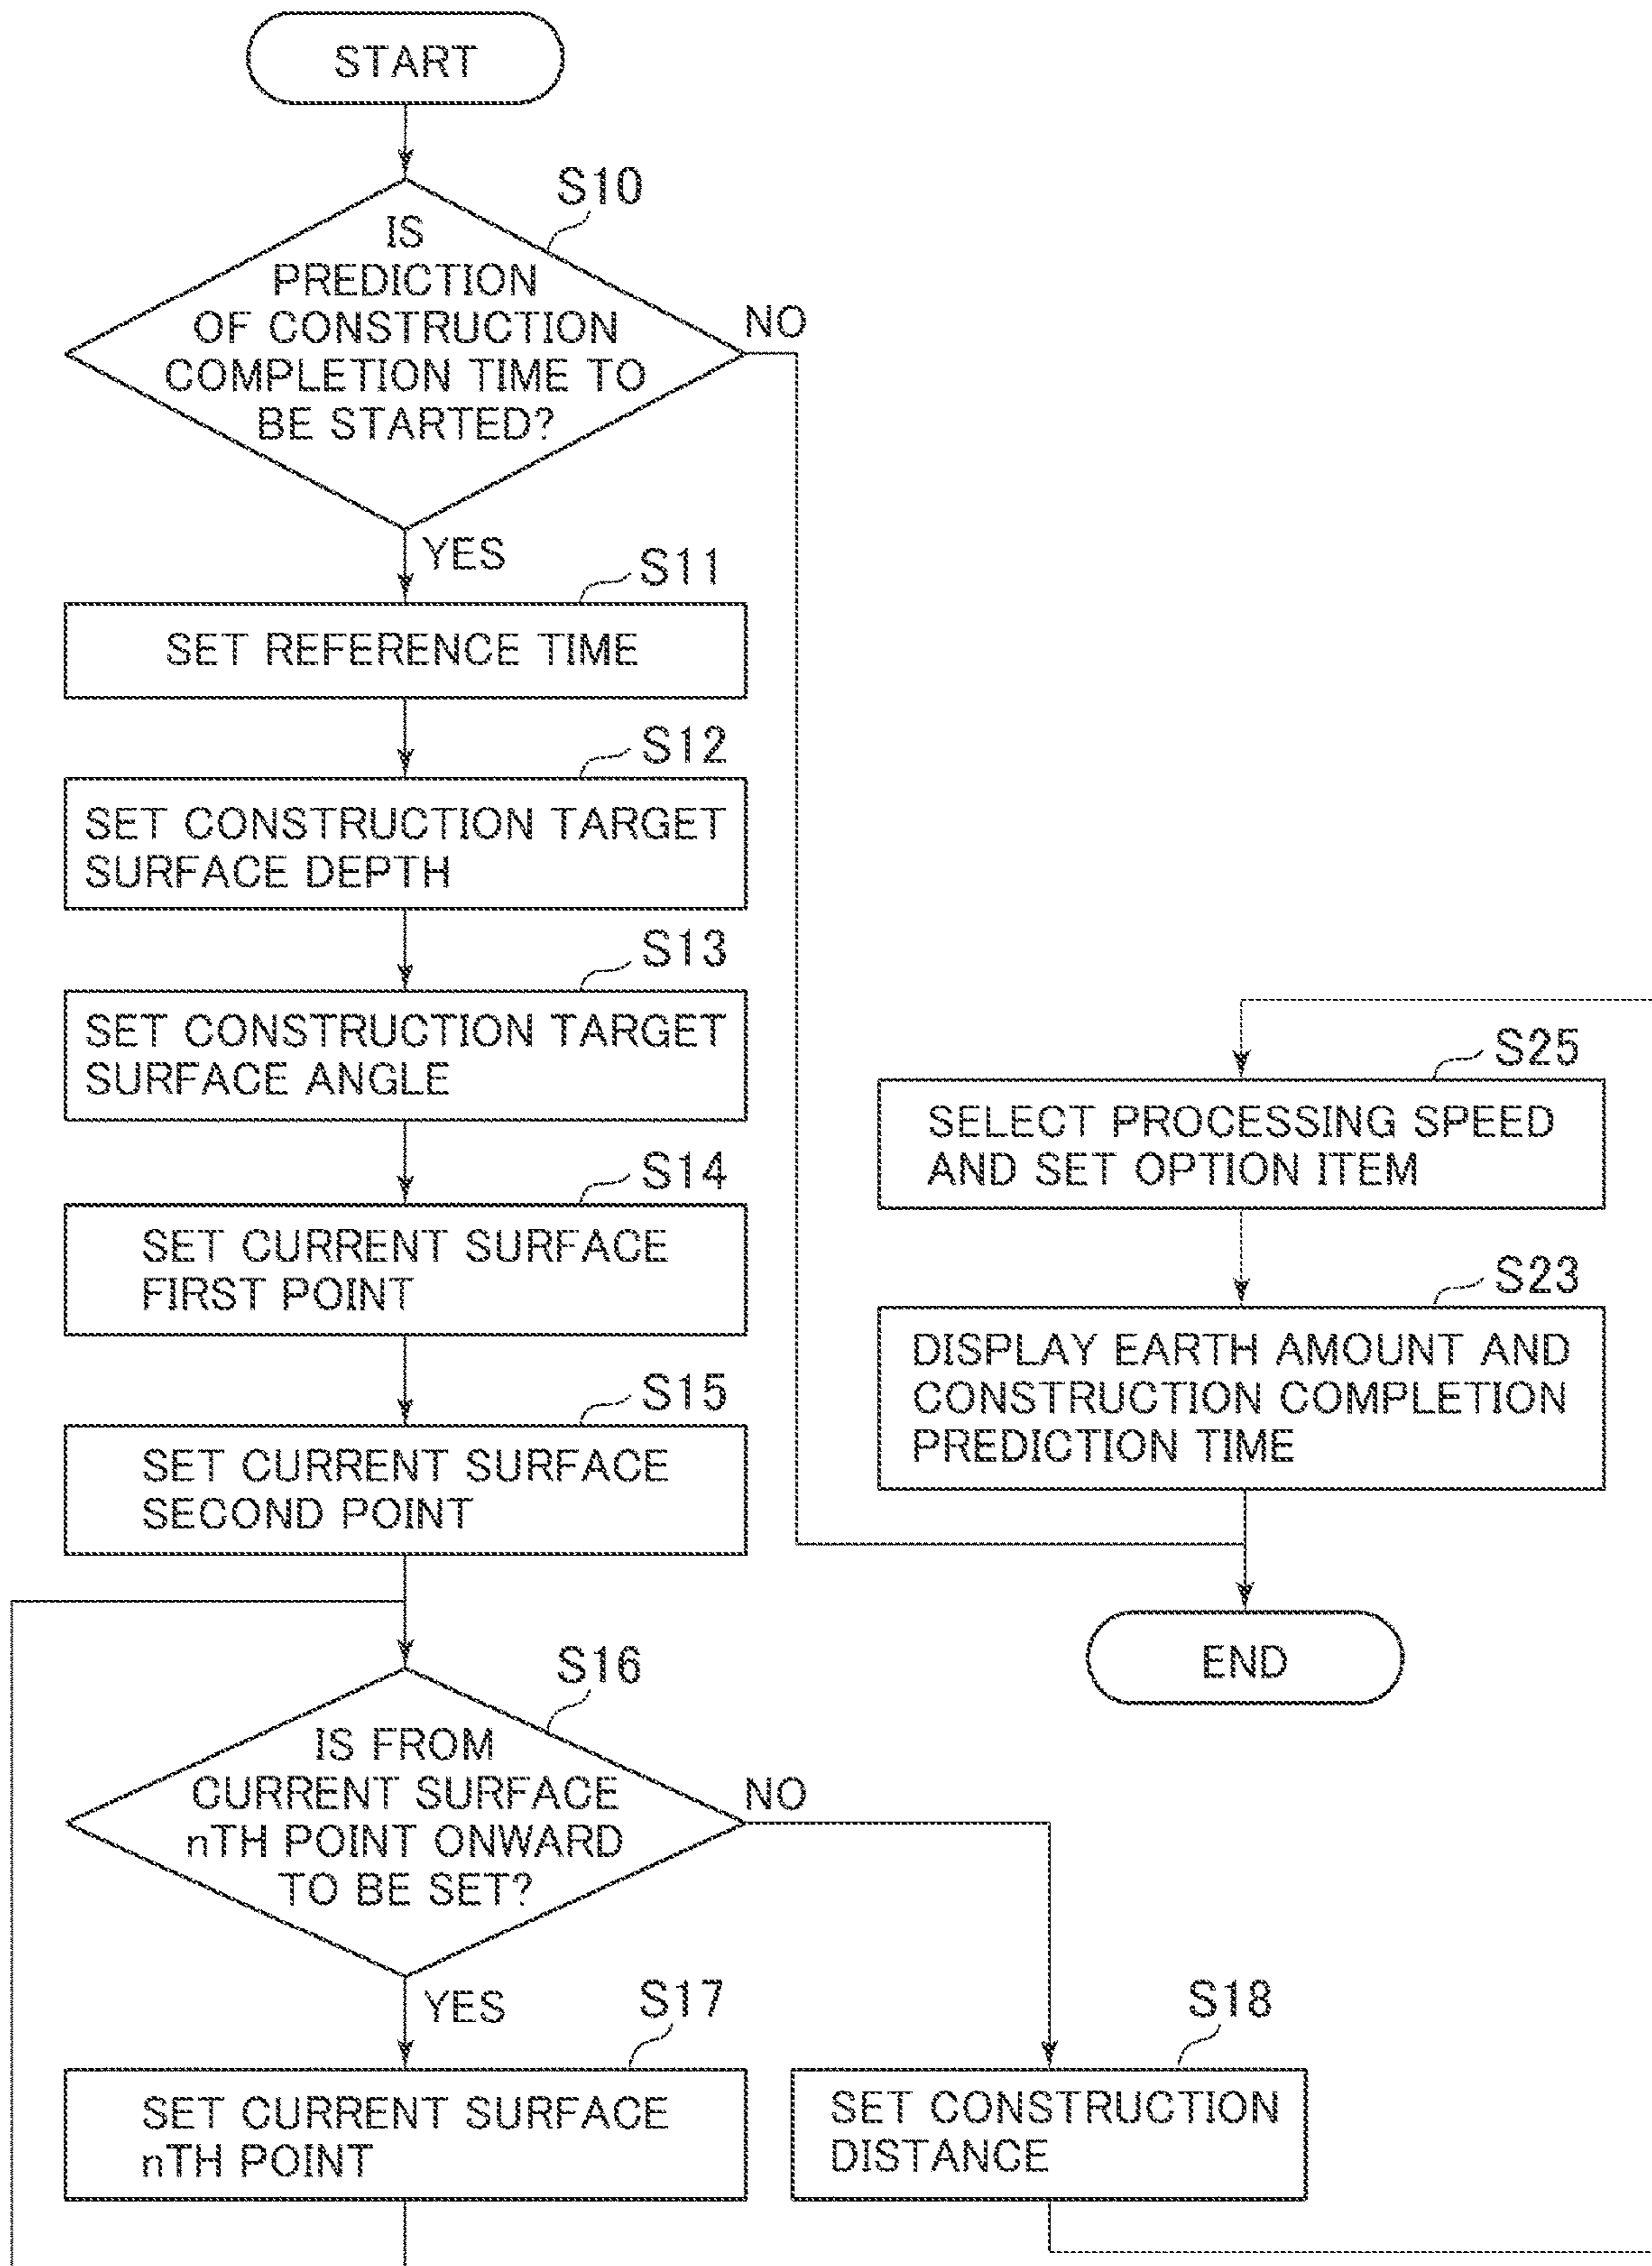 START
S10
IS
PREDICTION
OF CONSTRUCTION
COMPLETION TIME TO
BE STARTED?
NO
YES
S11
SET REFERENCE TIME
S12
SET CONSTRUCTION TARGET
SURFACE DEPTH
S13
SET CONSTRUCTION TARGET
SURFACE ANGLE
S14
SET CURRENT SURFACE
FIRST POINT
S15
SET CURRENT SURFACE
SECOND POINT
S16
IS FROM
CURRENT SURFACE
nTH POINT ONWARD
TO BE SET?
NO
YES
S17
SET CURRENT SURFACE
nTH POINT
S18
SET CONSTRUCTION
DISTANCE
S25
SELECT PROCESSING SPEED
AND SET OPTION ITEM
S23
DISPLAY EARTH AMOUNT AND
CONSTRUCTION COMPLETION
PREDICTION TIME
END